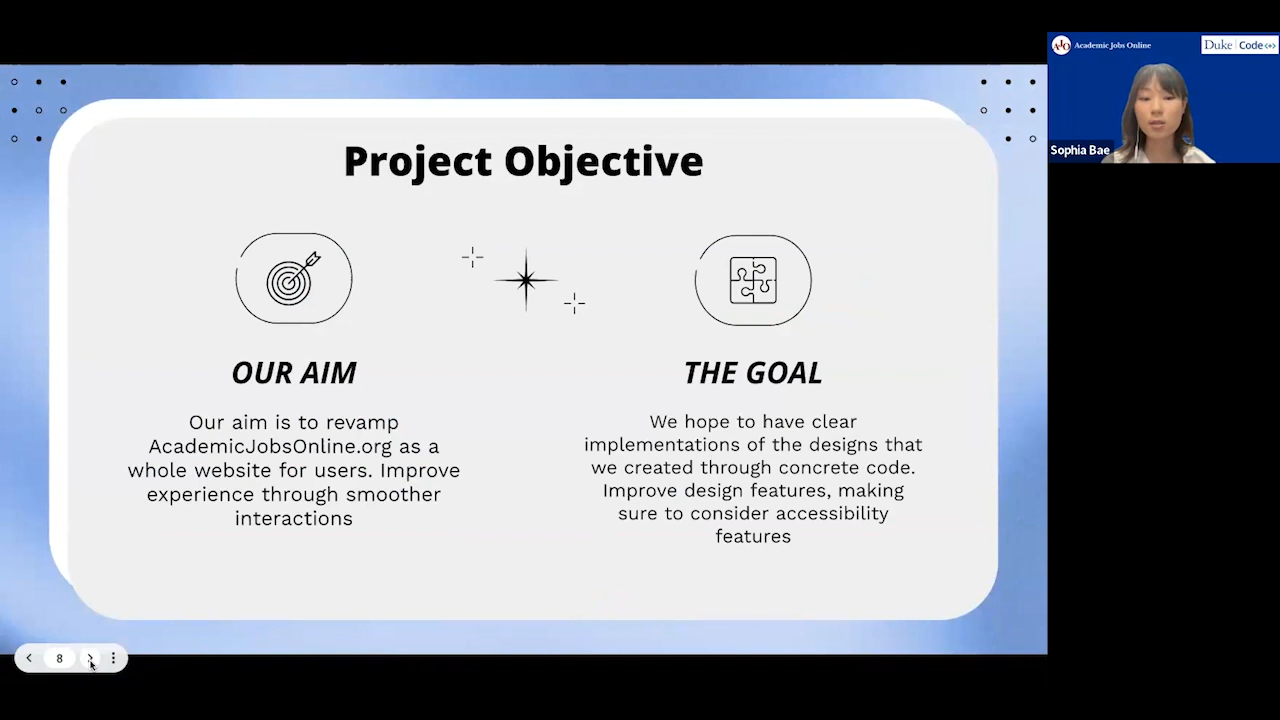 Project Objective
OUR AIM
Our aim is to revamp
AcademicJobsOnline.org as a
whole website for users. Improve
experience through smoother
interactions
THE GOAL
We hope to have clear
implementations of the designs that
we created through concrete code.
Improve design features, making
sure to consider accessibility
features
8
AJO Academic Jobs Online
Duke Code
Sophia Bae